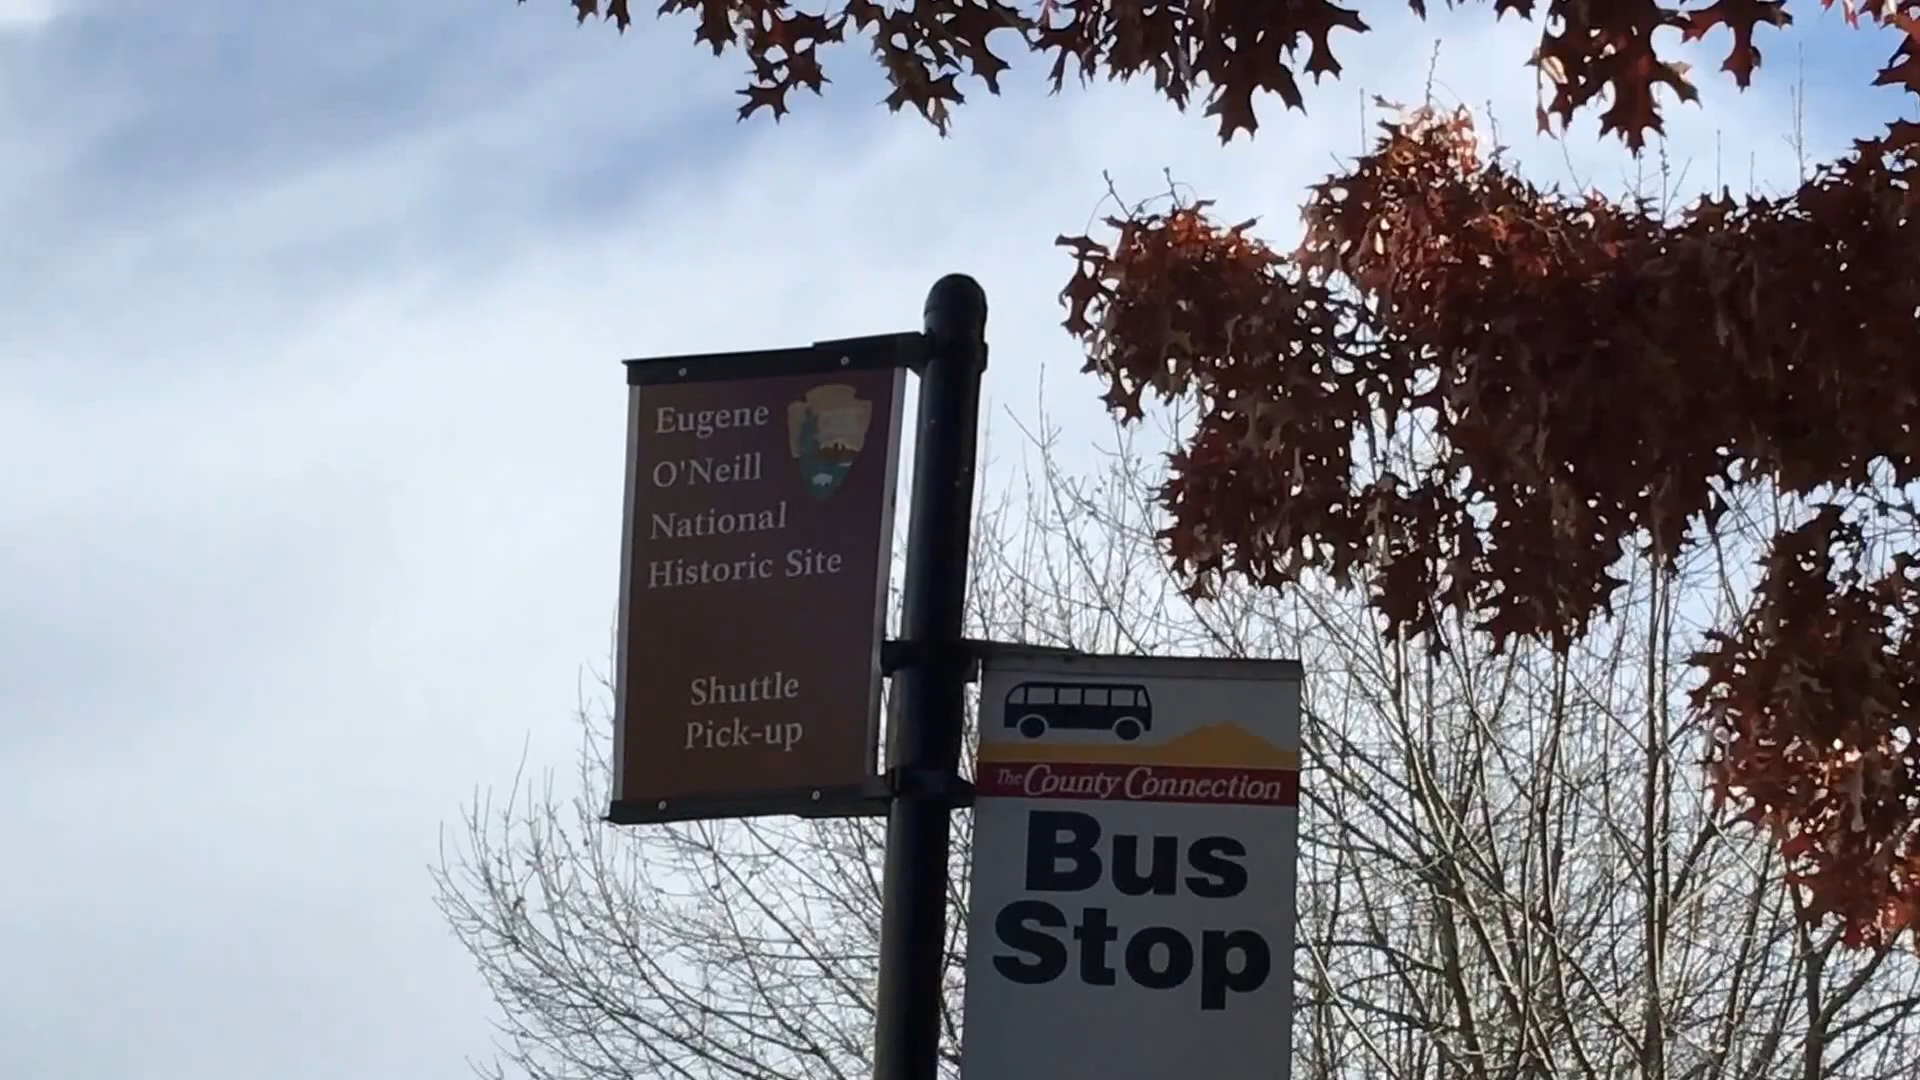 Eugene
O'Neill
National
Historic Site
Shuttle
Pick-up
The County Connection
Bus
Stop